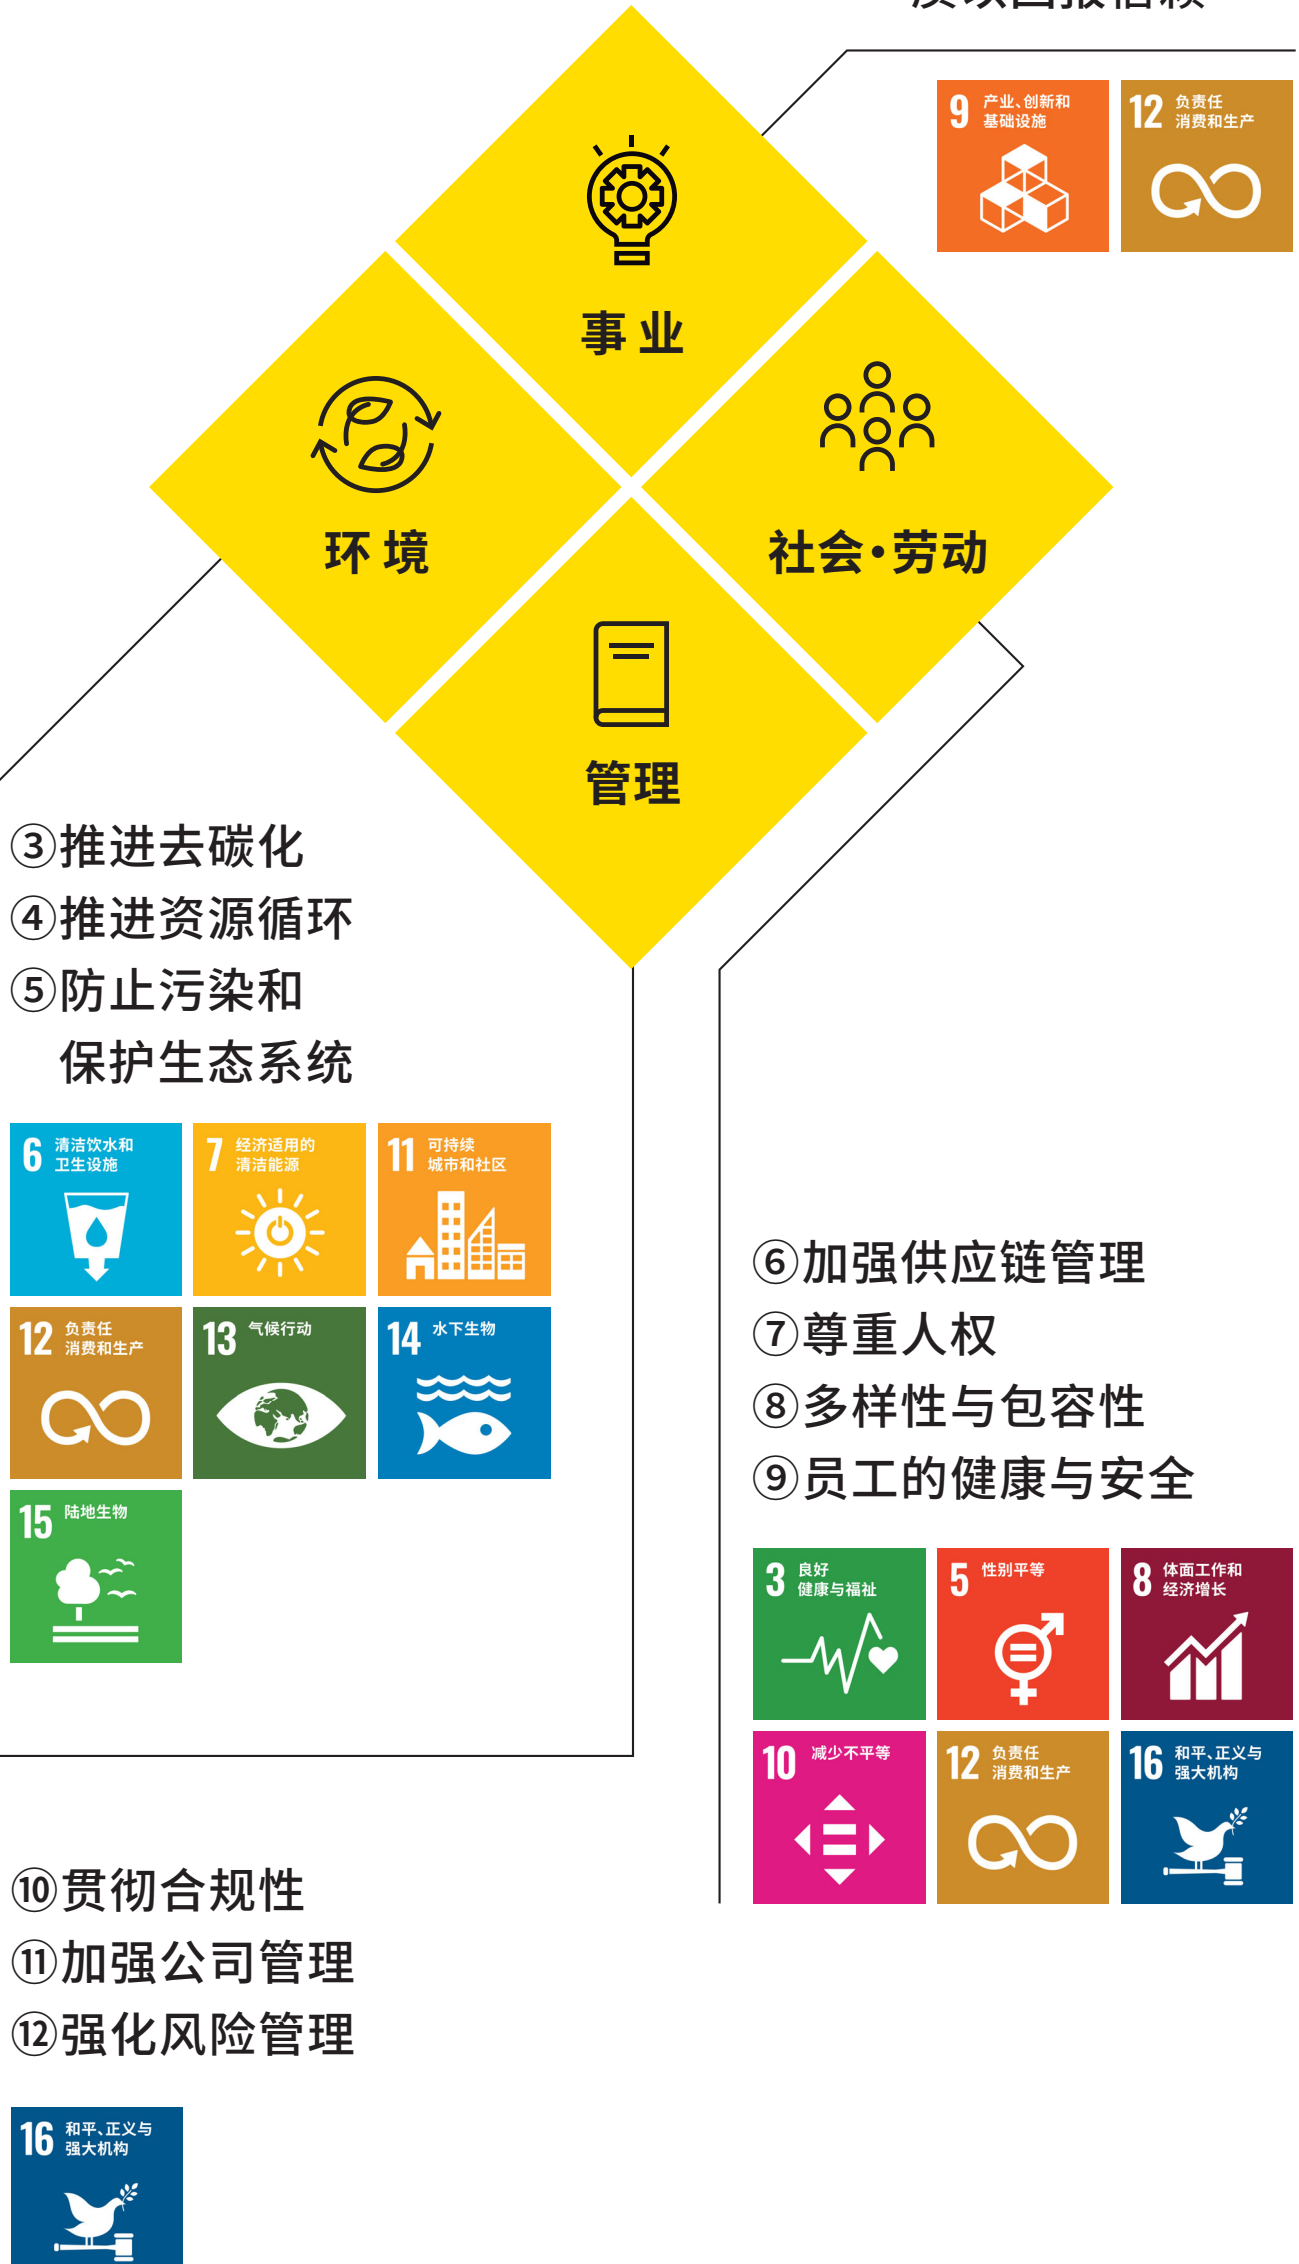 质以回报信赖
9 产业、创新和
基础设施
12 负责任
消费和生产
事业
环境
社会·劳动
管理
③推进去碳化
④推进资源循环
⑤防止污染和
保护生态系统
6 清洁饮水和
卫生设施
7 经济适用的
清洁能源
11 可持续
城市和社区
12 负责任
消费和生产
13 气候行动
14 水下生物
15 陆地生物
⑥加强供应链管理
⑦尊重人权
⑧多样性与包容性
⑨员工的健康与安全
3 良好
健康与福祉
5 性别平等
8 体面工作和
经济增长
10 减少不平等
12 负责任
消费和生产
16 和平、正义与
强大机构
⑩贯彻合规性
⑪加强公司管理
⑫强化风险管理
16 和平、正义与
强大机构